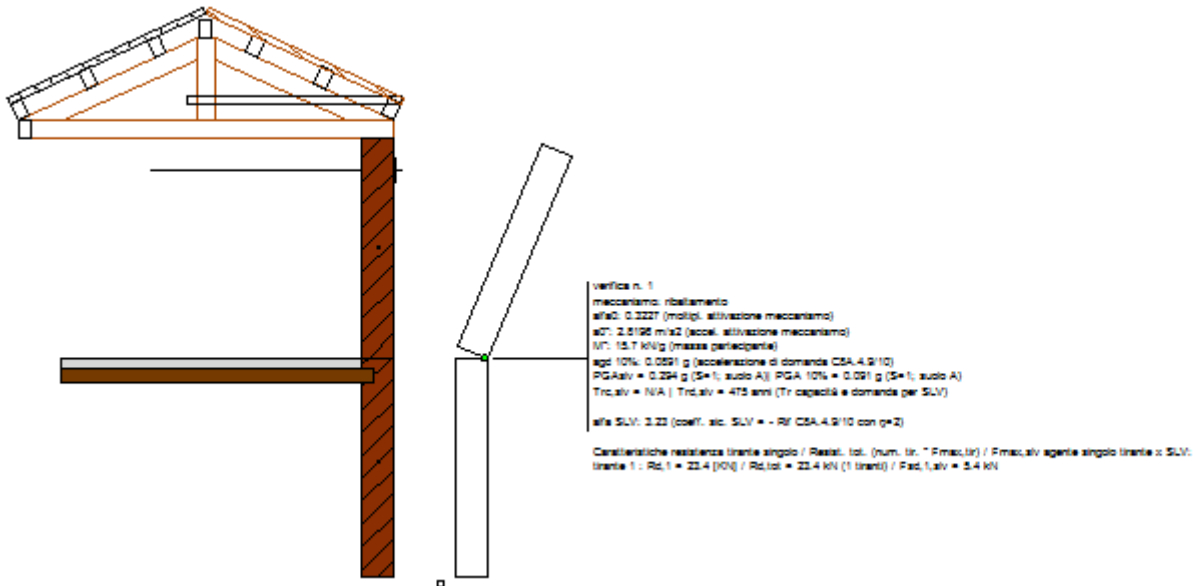 verifica n. 1
meccanismo: ribaltamento
alfa0: 0.3227 (moltipl. attivazione meccanismo)
a0*: 2.8198 m/s2 (accel. attivazione meccanismo)
M*: 15.7 kN/g (massa partecipante)
agd 10%: 0.0891 g (accelerazione di domanda C8A.4.9/10)
PGAslv = 0.294 g (S=1; suolo A)| PGA 10% = 0.091 g (S=1; suolo A)
Trc,slv = N/A | Trd,slv = 475 anni (Tr capacità e domanda per SLV)
alfa SLV: 3.23 (coeff. sic. SLV = - Rif C8A.4.9/10 con q=2)
Caratteristiche resistenza tirante singolo / Resist. tot. (num. tir. * Fmax,tir) / Fmax,slv agente singolo tirante x SLV:
tirante 1 : Rd,1 = 23.4 [KN] / Rd,tot = 23.4 kN (1 tiranti) / Fsd,1,slv = 5.4 kN